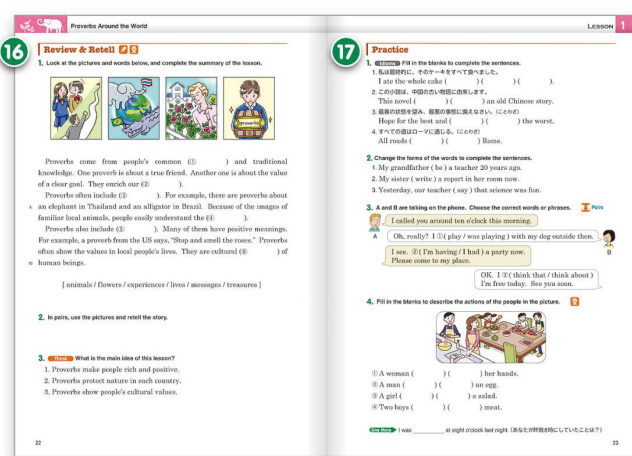 Proverbs Around the World
16
Review & Retell
1. Look at the pictures and words below, and complete the summary of the lesson.
Proverbs
Proverbs come from people's common (① ) and traditional
knowledge. One proverb is about a true friend. Another one is about the value
of a clear goal. They enrich our (② ).
Proverbs often include (③ ). For example, there are proverbs about
5 an elephant in Thailand and an alligator in Brazil. Because of the images of
familiar local animals, people easily understand the (④ ).
Proverbs also include (⑤ ). Many of them have positive meanings.
For example, a proverb from the US says, "Stop and smell the roses." Proverbs
often show the values in local people's lives. They are cultural (⑥ ) of
10 human beings.
[ animals / flowers / experiences / lives / messages / treasures ]
2. In pairs, use the pictures and retell the story.
3. Think What is the main idea of this lesson?
1. Proverbs make people rich and positive.
2. Proverbs protect nature in each country.
3. Proverbs show people's cultural values.
22
LESSON 1
17
Practice
1. Idioms Fill in the blanks to complete the sentences.
1. 私は最終的に、そのケーキをすべて食べました。
I ate the whole cake ( ) ( ) ( ).
2. この小説は、中国の古い物語に由来します。
This novel ( ) ( ) an old Chinese story.
3. 最善の状態を望み、最悪の事態に備えなさい。(ことわざ)
Hope for the best and ( ) ( ) the worst.
4. すべての道はローマに通じる。(ことわざ)
All roads ( ) ( ) Rome.
2. Change the forms of the words to complete the sentences.
1. My grandfather ( be ) a teacher 20 years ago.
2. My sister ( write ) a report in her room now.
3. Yesterday, our teacher ( say ) that science was fun.
3. A and B are talking on the phone. Choose the correct words or phrases. Pairs
I called you around ten o'clock this morning.
A
Oh, really? I ①( play / was playing ) with my dog outside then.
B
I see. ②( I'm having / I had ) a party now.
Please come to my place.
OK. I ③( think that / think about )
I'm free today. See you soon.
4. Fill in the blanks to describe the actions of the people in the picture.
① A woman ( ) ( ) her hands.
② A man ( ) ( ) an egg.
③ A girl ( ) ( ) a salad.
④ Two boys ( ) ( ) meat.
One More I was ________ at eight o'clock last night. (あなたが昨晩8時にしていたことは?)
23